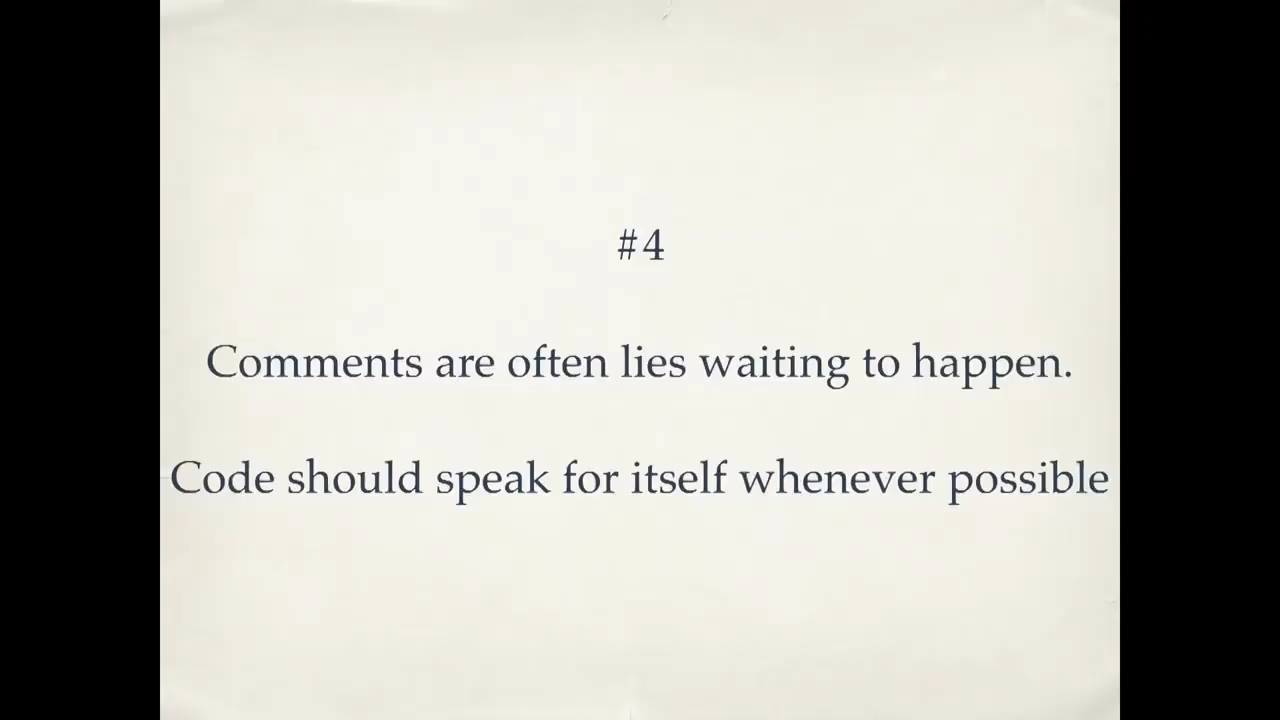 #4
Comments are often lies waiting to happen.
Code should speak for itself whenever possible